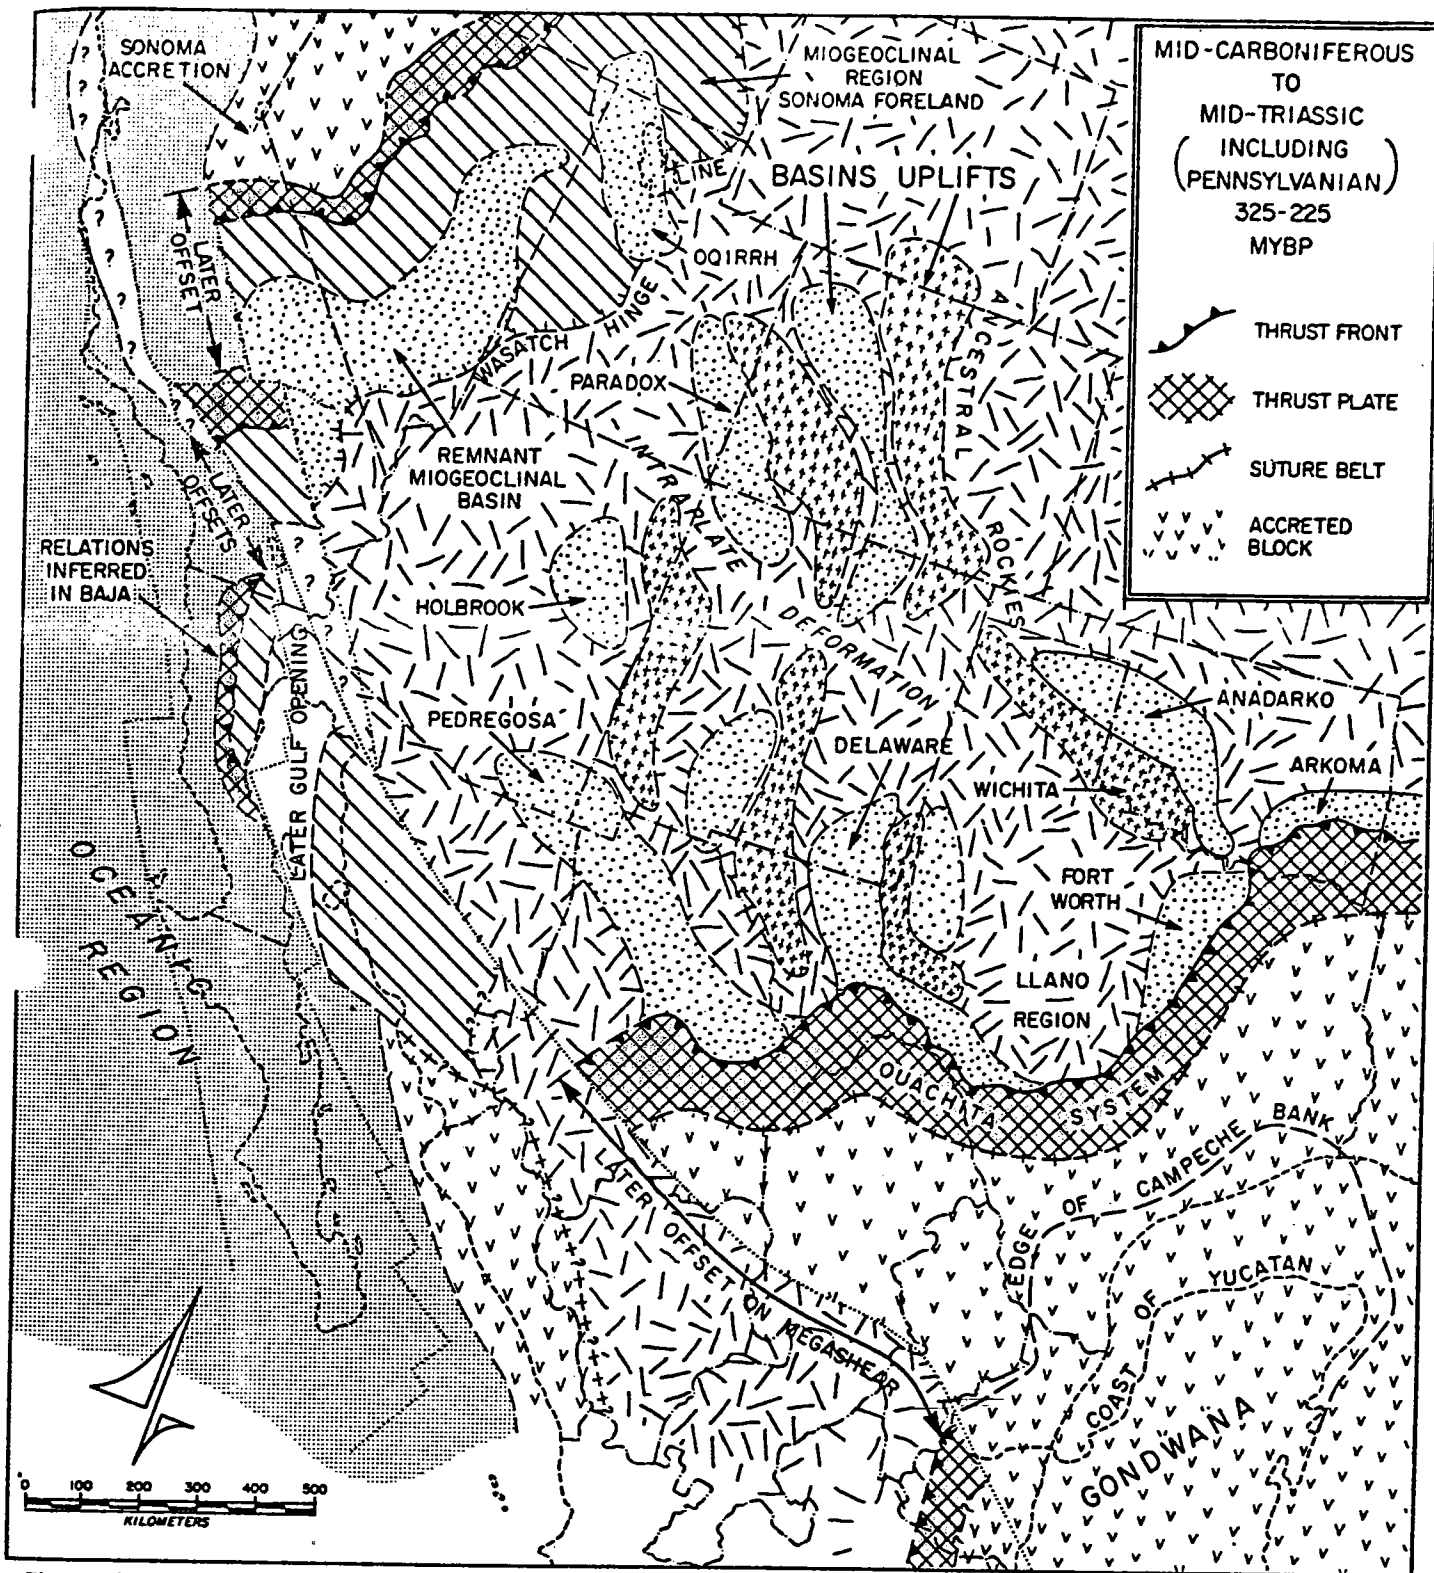 SONOMA
ACCRETION
MIOGEOCLINAL
REGION
SONOMA FORELAND
MID-CARBONIFEROUS
TO
MID-TRIASSIC
(INCLUDING
PENNSYLVANIAN)
325-225
MYBP
THRUST FRONT
THRUST PLATE
SUTURE BELT
ACCRETED
BLOCK
BASINS UPLIFTS
LATER
OFFSET
OQIRRH
WASATCH HINGE LINE
PARADOX
ANCESTRAL ROCKIES
REMNANT
MIOGEOCLINAL
BASIN
INTRAPLATE DEFORMATION
LATER
OFFSETS
RELATIONS
INFERRED
IN BAJA
HOLBROOK
LATER GULF OPENING
PEDREGOSA
DELAWARE
ANADARKO
ARKOMA
WICHITA
FORT
WORTH
LLANO
REGION
OCEANIC
REGION
OUACHITA SYSTEM
LATER OFFSET ON MEGASHEAR
EDGE OF CAMPECHE BANK
COAST OF YUCATAN
GONDWANA
0 100 200 300 400 500
KILOMETERS
? ? ? ? ? ? ? ? ? ? ?